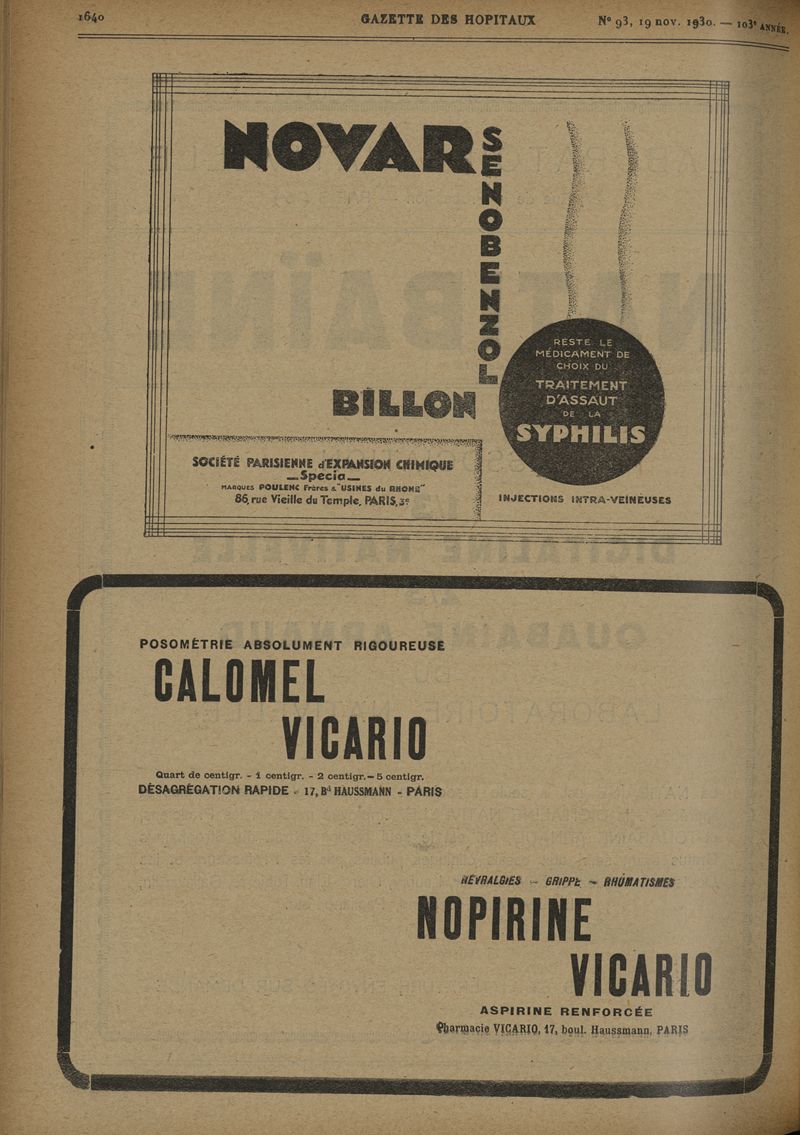 1640 GAZETTE DES HOPITAUX N° 93, 19 nov. 1930. — 103e ANNÉE.
NOVARSENOBENZOL
BILLON
RESTE LE
MÉDICAMENT DE
CHOIX DU
TRAITEMENT
D'ASSAUT
DE LA
SYPHILIS
INJECTIONS INTRA-VEINEUSES
SOCIÉTÉ PARISIENNE d'EXPANSION CHIMIQUE
— Specia —
MARQUES POULENC Frères & "USINES du RHONE"
86, rue Vieille du Temple, PARIS, 3e
POSOMÉTRIE ABSOLUMENT RIGOUREUSE
CALOMEL
VICARIO
Quart de centigr. - 1 centigr. - 2 centigr. - 5 centigr.
DÉSAGRÉGATION RAPIDE - 17, Bd HAUSSMANN - PARIS
NÉVRALGIES - GRIPPE - RHUMATISMES
NOPIRINE
VICARIO
ASPIRINE RENFORCÉE
Pharmacie VICARIO, 17, boul. Haussmann, PARIS